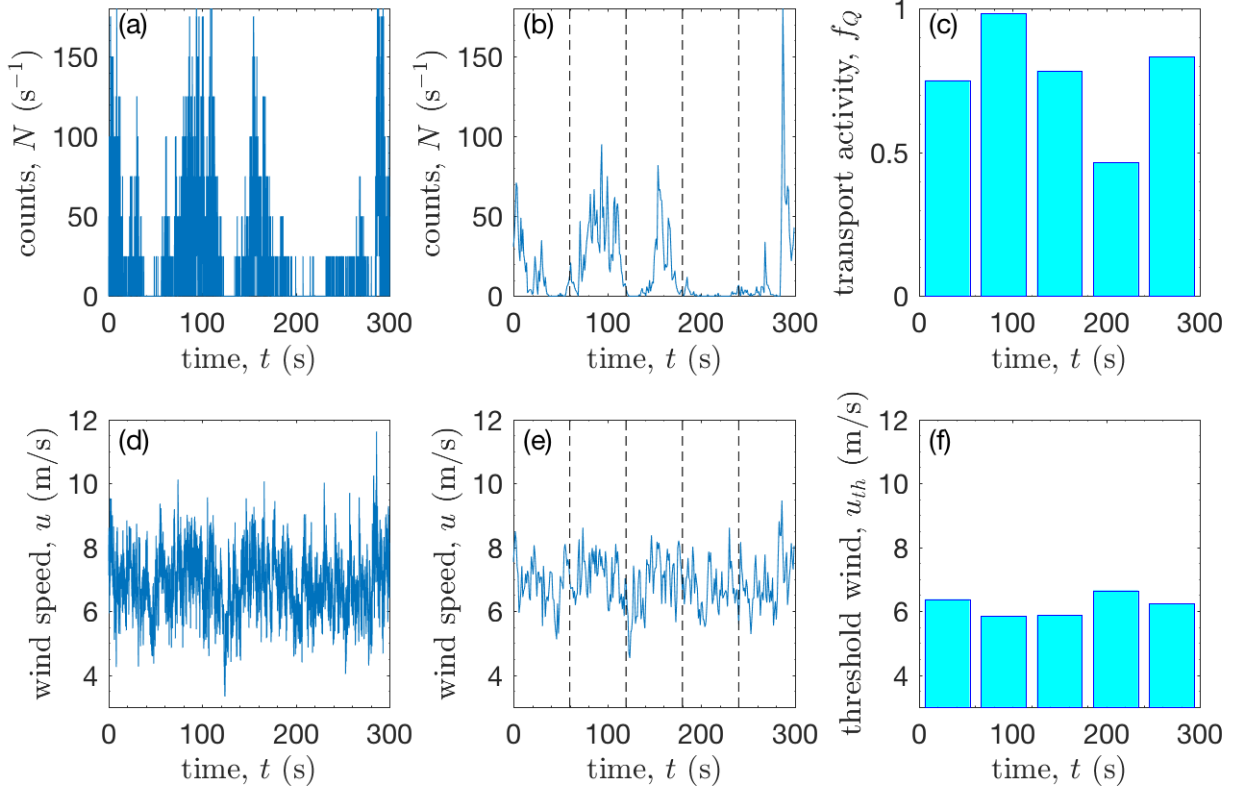 (a)
counts, N (s⁻¹)
150
100
50
0
0 100 200 300
time, t (s)
(b)
counts, N (s⁻¹)
150
100
50
0
0 100 200 300
time, t (s)
(c)
transport activity, f_Q
1
0.5
0
0 100 200 300
time, t (s)
(d)
wind speed, u (m/s)
12
10
8
6
4
0 100 200 300
time, t (s)
(e)
wind speed, u (m/s)
12
10
8
6
4
0 100 200 300
time, t (s)
(f)
threshold wind, u_th (m/s)
12
10
8
6
4
0 100 200 300
time, t (s)